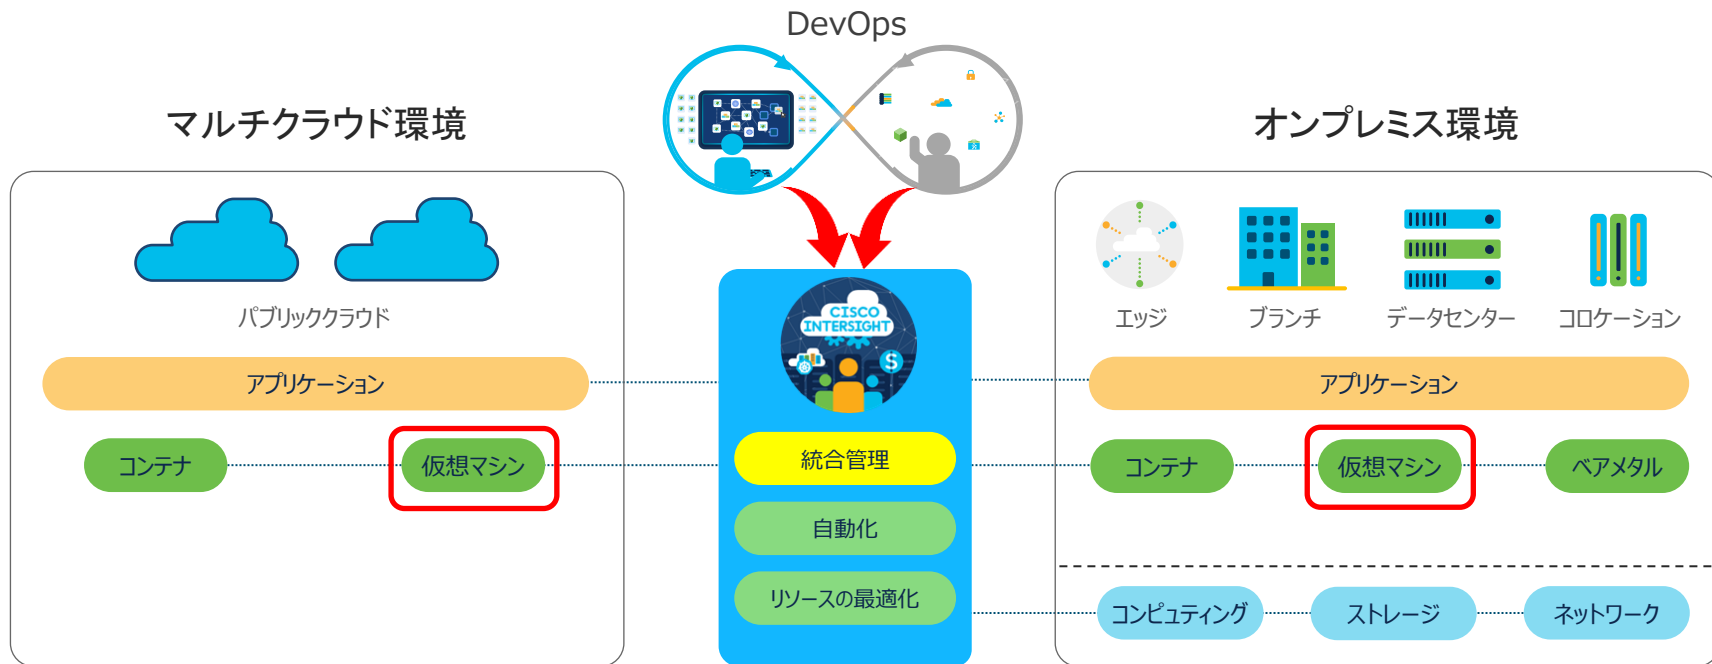 DevOps
マルチクラウド環境
オンプレミス環境
パブリッククラウド
CISCO
INTERSIGHT
エッジ
ブランチ
データセンター
コロケーション
アプリケーション
アプリケーション
コンテナ
仮想マシン
統合管理
コンテナ
仮想マシン
ベアメタル
自動化
リソースの最適化
コンピュティング
ストレージ
ネットワーク